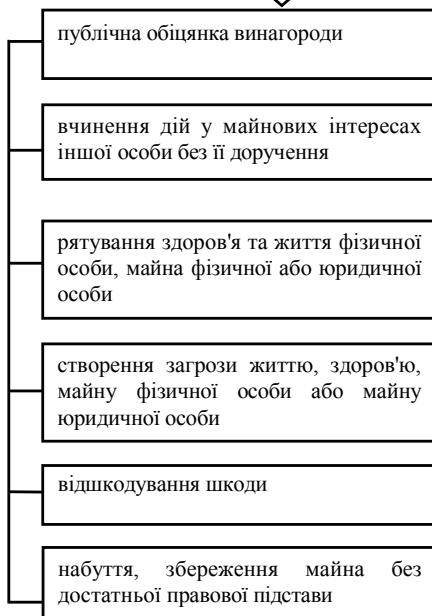 публічна обіцянка винагороди
вчинення дій у майнових інтересах
іншої особи без її доручення
рятування здоров'я та життя фізичної
особи, майна фізичної або юридичної
особи
створення загрози життю, здоров'ю,
майну фізичної особи або майну
юридичної особи
відшкодування шкоди
набуття, збереження майна без
достатньої правової підстави